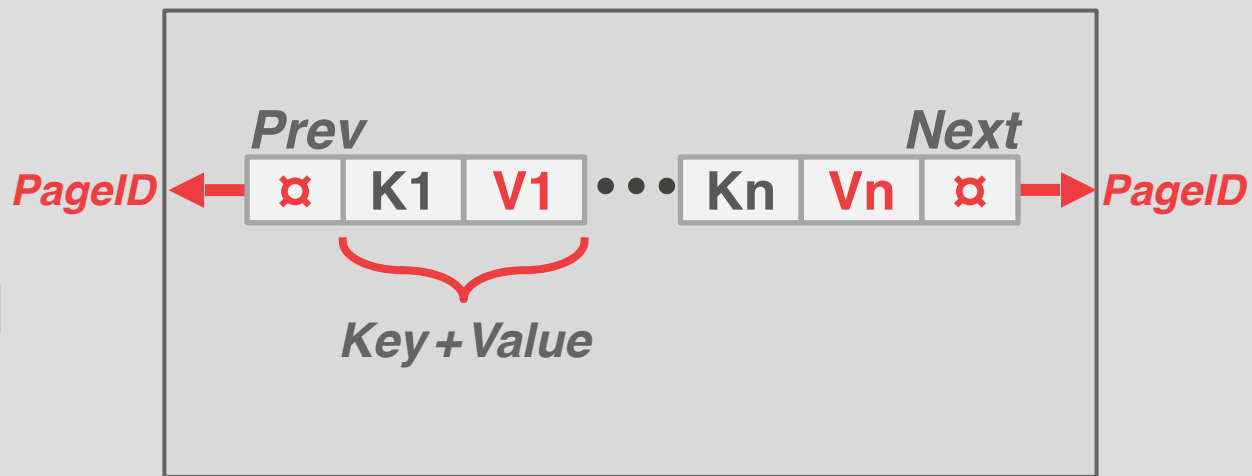 Prev Next
PageID ¤ K1 V1 ••• Kn Vn ¤ PageID
Key+Value